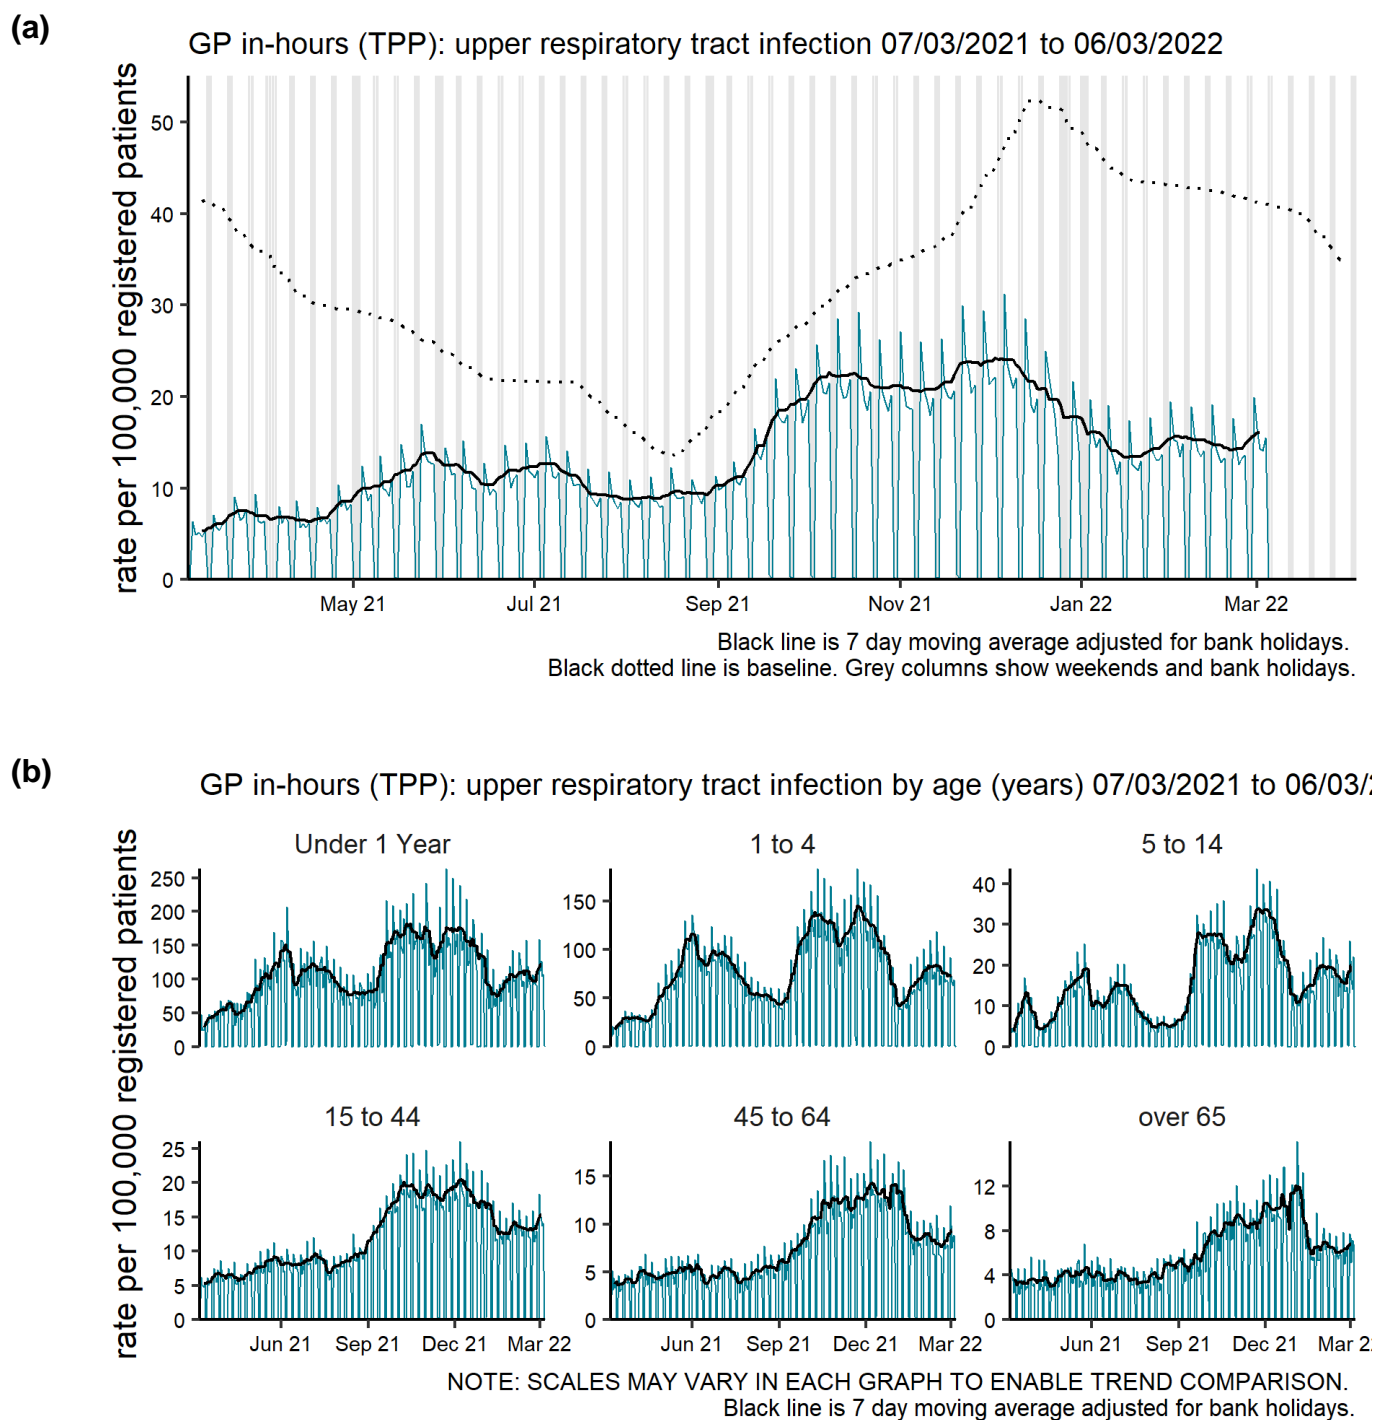 (a)
GP in-hours (TPP): upper respiratory tract infection 07/03/2021 to 06/03/2022
rate per 100,000 registered patients
50
40
30
20
10
0
May 21 Jul 21 Sep 21 Nov 21 Jan 22 Mar 22
Black line is 7 day moving average adjusted for bank holidays.
Black dotted line is baseline. Grey columns show weekends and bank holidays.
(b)
GP in-hours (TPP): upper respiratory tract infection by age (years) 07/03/2021 to 06/03/2
rate per 100,000 registered patients
Under 1 Year
250
200
150
100
50
0
1 to 4
150
100
50
0
5 to 14
40
30
20
10
0
15 to 44
25
20
15
10
5
0
Jun 21 Sep 21 Dec 21 Mar 22
45 to 64
15
10
5
0
Jun 21 Sep 21 Dec 21 Mar 22
over 65
12
8
4
0
Jun 21 Sep 21 Dec 21 Mar 2
NOTE: SCALES MAY VARY IN EACH GRAPH TO ENABLE TREND COMPARISON.
Black line is 7 day moving average adjusted for bank holidays.